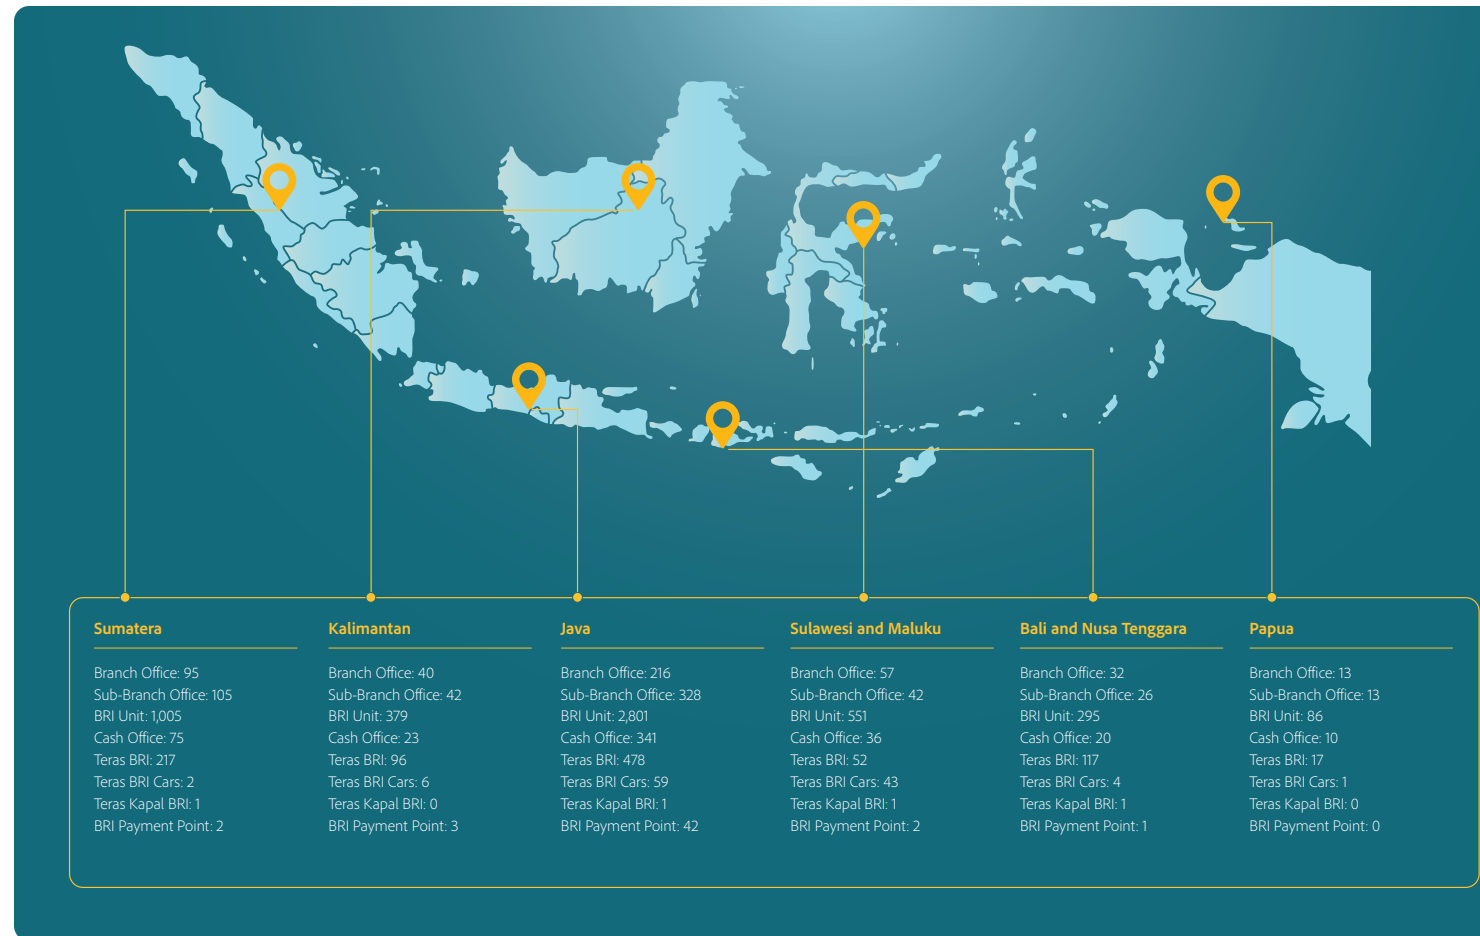 Sumatera
Branch Office: 95
Sub-Branch Office: 105
BRI Unit: 1,005
Cash Office: 75
Teras BRI: 217
Teras BRI Cars: 2
Teras Kapal BRI: 1
BRI Payment Point: 2
Kalimantan
Branch Office: 40
Sub-Branch Office: 42
BRI Unit: 379
Cash Office: 23
Teras BRI: 96
Teras BRI Cars: 6
Teras Kapal BRI: 0
BRI Payment Point: 3
Java
Branch Office: 216
Sub-Branch Office: 328
BRI Unit: 2,801
Cash Office: 341
Teras BRI: 478
Teras BRI Cars: 59
Teras Kapal BRI: 1
BRI Payment Point: 42
Sulawesi and Maluku
Branch Office: 57
Sub-Branch Office: 42
BRI Unit: 551
Cash Office: 36
Teras BRI: 52
Teras BRI Cars: 43
Teras Kapal BRI: 1
BRI Payment Point: 2
Bali and Nusa Tenggara
Branch Office: 32
Sub-Branch Office: 26
BRI Unit: 295
Cash Office: 20
Teras BRI: 117
Teras BRI Cars: 4
Teras Kapal BRI: 1
BRI Payment Point: 1
Papua
Branch Office: 13
Sub-Branch Office: 13
BRI Unit: 86
Cash Office: 10
Teras BRI: 17
Teras BRI Cars: 1
Teras Kapal BRI: 0
BRI Payment Point: 0